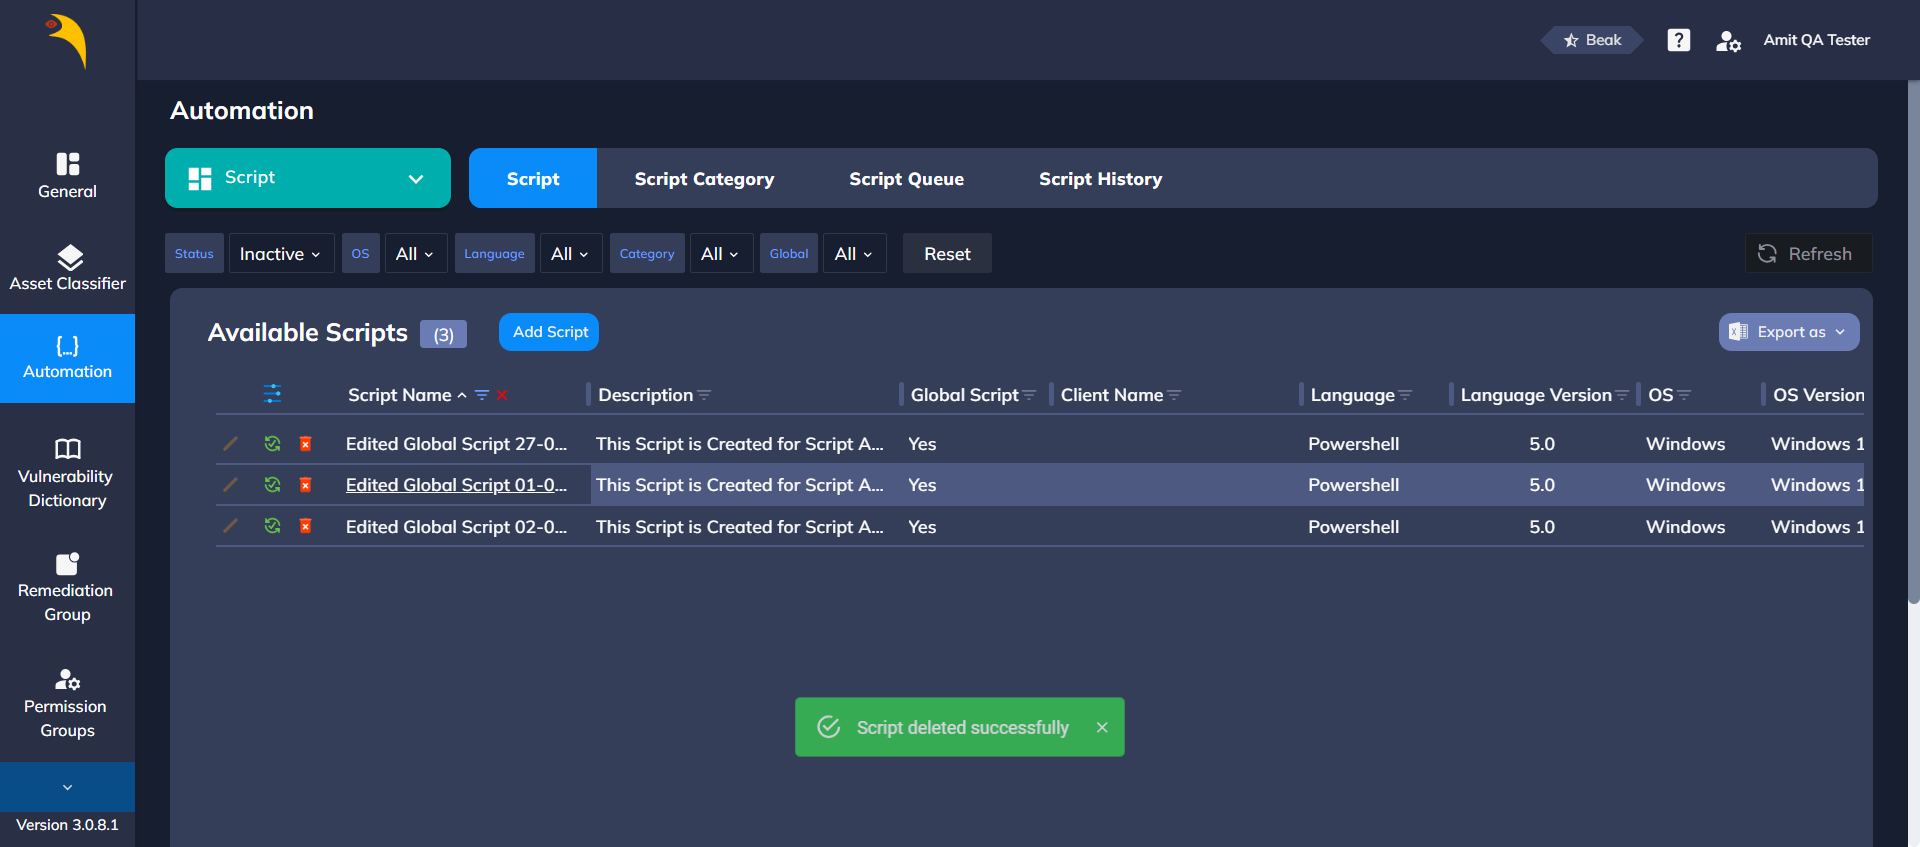 Beak
Amit QA Tester
General
Asset Classifier
{...}
Automation
Vulnerability
Dictionary
Remediation
Group
Permission
Groups
Version 3.0.8.1
Automation
Script
Script
Script Category
Script Queue
Script History
Status Inactive OS All Language All Category All Global All Reset Refresh
Available Scripts (3) Add Script Export as
Script Name Description Global Script Client Name Language Language Version OS OS Version
Edited Global Script 27-0... This Script is Created for Script A... Yes Powershell 5.0 Windows Windows 1
Edited Global Script 01-0... This Script is Created for Script A... Yes Powershell 5.0 Windows Windows 1
Edited Global Script 02-0... This Script is Created for Script A... Yes Powershell 5.0 Windows Windows 1
Script deleted successfully